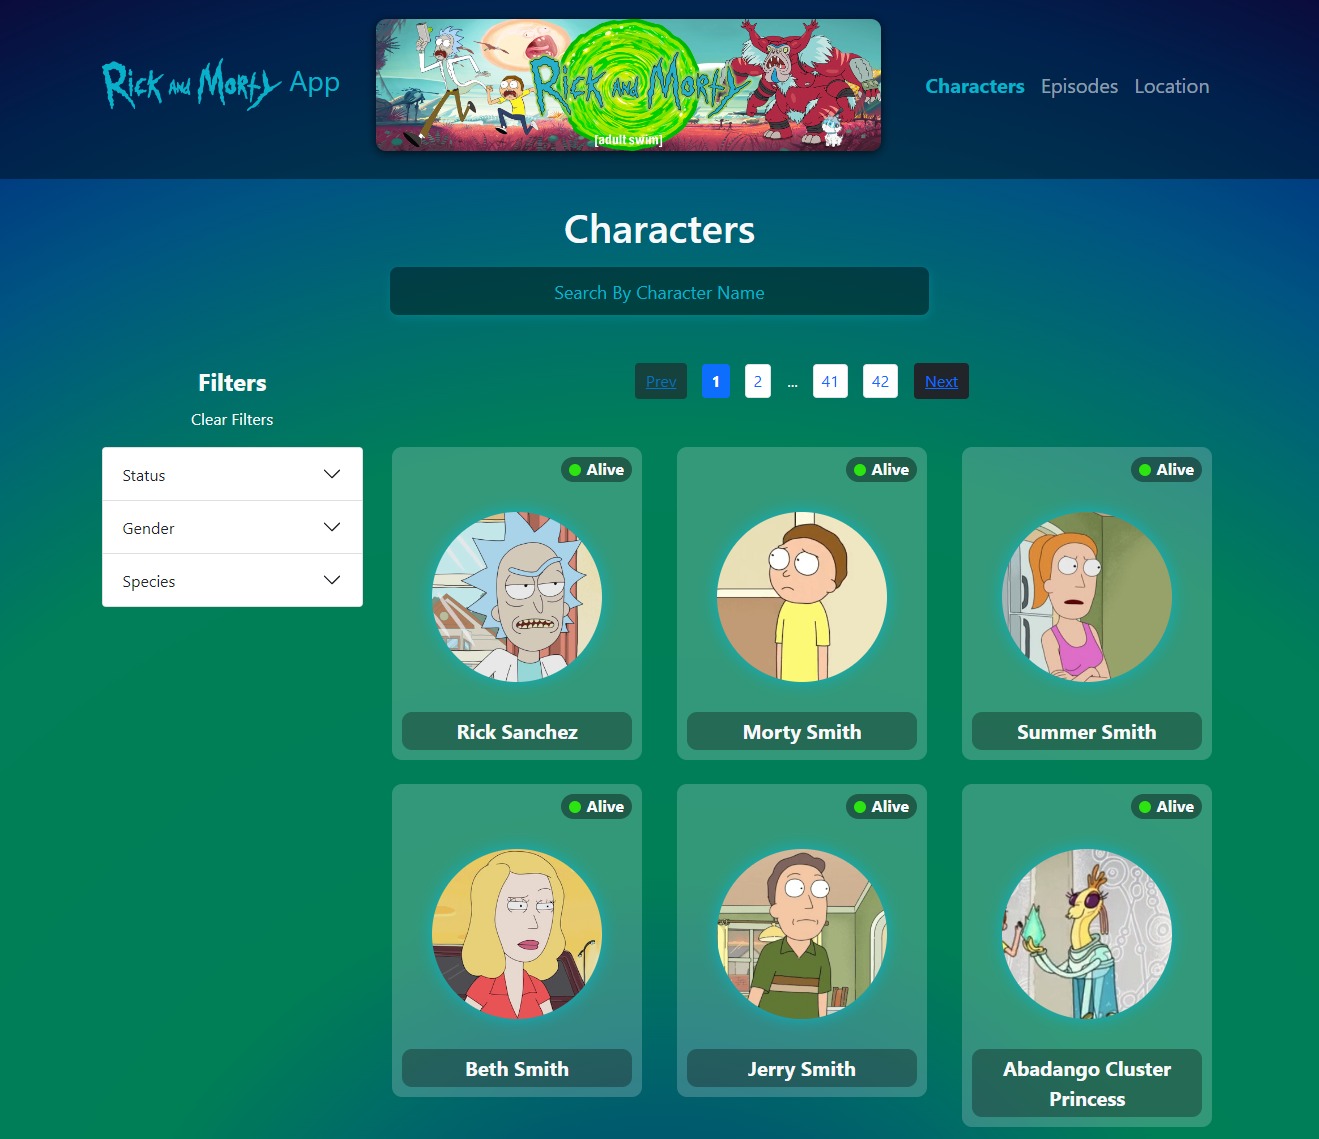 Rick and Morty App
Rick and Morty
[adult swim]
Characters Episodes Location
Characters
Search By Character Name
Filters
Clear Filters
Status
Gender
Species
Prev 1 2 ... 41 42 Next
Alive
Rick Sanchez
Alive
Morty Smith
Alive
Summer Smith
Alive
Beth Smith
Alive
Jerry Smith
Alive
Abadango Cluster
Princess